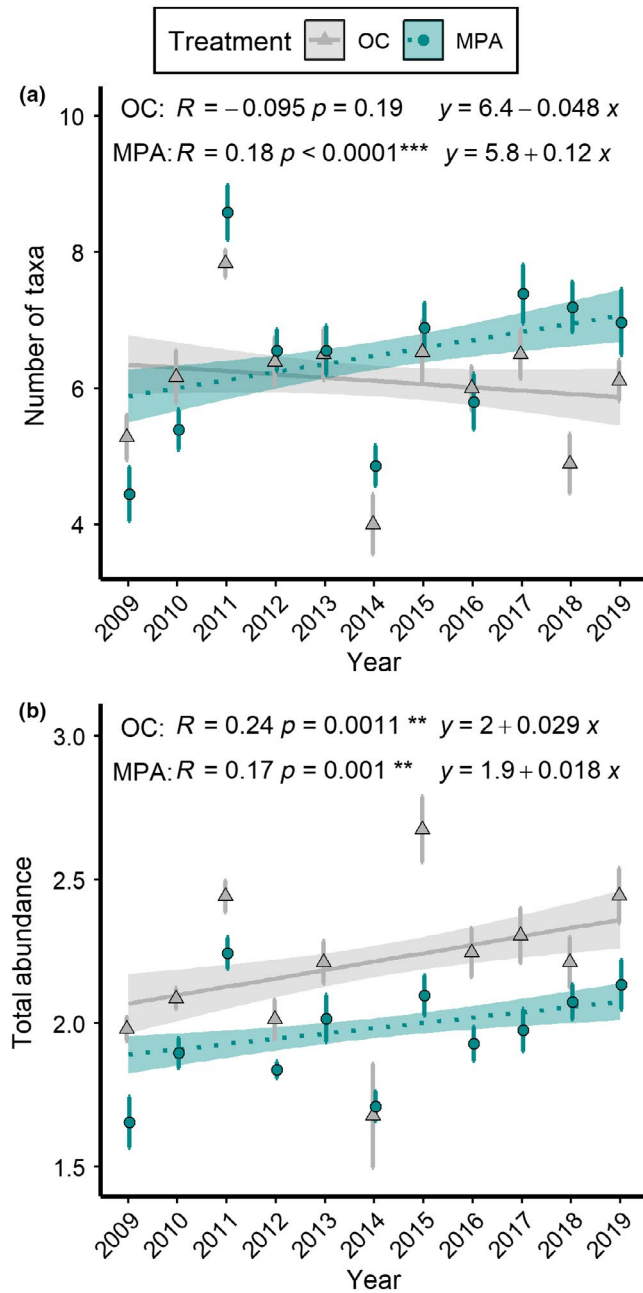 Treatment OC MPA
(a)
OC: R = −0.095 p = 0.19 y = 6.4 − 0.048 x
MPA: R = 0.18 p < 0.0001*** y = 5.8 + 0.12 x
10
8
6
4
Number of taxa
2009 2010 2011 2012 2013 2014 2015 2016 2017 2018 2019
Year
(b)
OC: R = 0.24 p = 0.0011 ** y = 2 + 0.029 x
MPA: R = 0.17 p = 0.001 ** y = 1.9 + 0.018 x
3.0
2.5
2.0
1.5
Total abundance
2009 2010 2011 2012 2013 2014 2015 2016 2017 2018 2019
Year